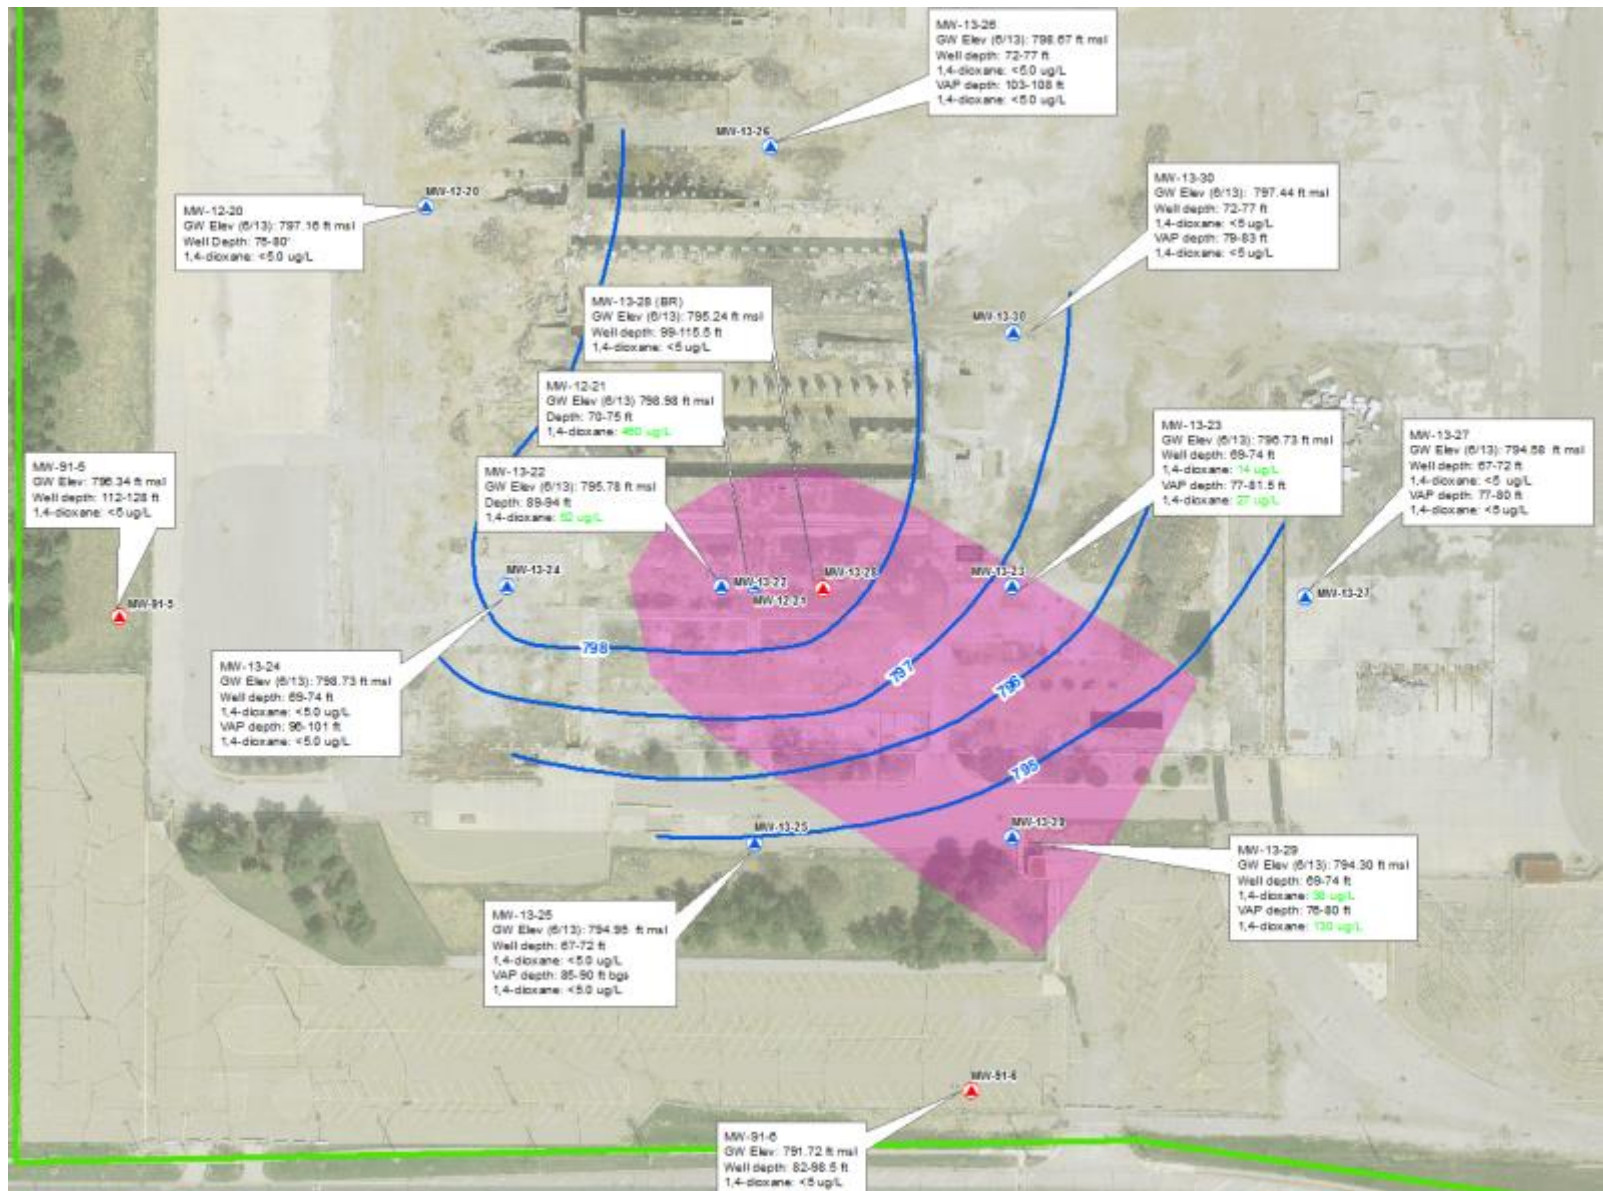 MW-13-26
GW Elev (6/13): 798.67 ft msl
Well depth: 72-77 ft
1,4-dioxane: <5.0 ug/L
VAP depth: 103-108 ft
1,4-dioxane: <5.0 ug/L
MW-13-26
MW-13-30
GW Elev (6/13): 797.44 ft msl
Well depth: 72-77 ft
1,4-dioxane: <5 ug/L
VAP depth: 79-83 ft
1,4-dioxane: <5 ug/L
MW-12-20
MW-12-20
GW Elev (6/13): 797.16 ft msl
Well Depth: 75-80'
1,4-dioxane: <5.0 ug/L
MW-13-28 (BR)
GW Elev (6/13): 795.24 ft msl
Well depth: 99-115.5 ft
1,4-dioxane: <5 ug/L
MW-13-30
MW-12-21
GW Elev (6/13) 798.98 ft msl
Depth: 70-75 ft
1,4-dioxane: 460 ug/L
MW-13-23
GW Elev (6/13): 796.73 ft msl
Well depth: 69-74 ft
1,4-dioxane: 14 ug/L
VAP depth: 77-81.5 ft
1,4-dioxane: 27 ug/L
MW-13-27
GW Elev (6/13): 794.58 ft msl
Well depth: 67-72 ft
1,4-dioxane: <5 ug/L
VAP depth: 77-80 ft
1,4-dioxane: <5 ug/L
MW-91-5
GW Elev (6/13): 796.34 ft msl
Well depth: 112-128 ft
1,4-dioxane: <5 ug/L
MW-13-22
GW Elev (6/13): 795.78 ft msl
Depth: 89-94 ft
1,4-dioxane: ug/L
MW-13-24
MW-13-22
MW-12-21
MW-13-28
MW-13-23
MW-13-27
MW-91-5
798
797
796
795
MW-13-24
GW Elev (6/13): 798.73 ft msl
Well depth: 69-74 ft
1,4-dioxane: <5.0 ug/L
VAP depth: 96-101 ft
1,4-dioxane: <5.0 ug/L
MW-13-25
MW-13-29
MW-13-29
GW Elev (6/13): 794.30 ft msl
Well depth: 69-74 ft
1,4-dioxane: ug/L
VAP depth: 76-80 ft
1,4-dioxane: 130 ug/L
MW-13-25
GW Elev (6/13): 794.95 ft msl
Well depth: 67-72 ft
1,4-dioxane: <5.0 ug/L
VAP depth: 85-90 ft bgs
1,4-dioxane: <5.0 ug/L
MW-91-6
MW-91-6
GW Elev: 791.72 ft msl
Well depth: 82-98.5 ft
1,4-dioxane: <5 ug/L